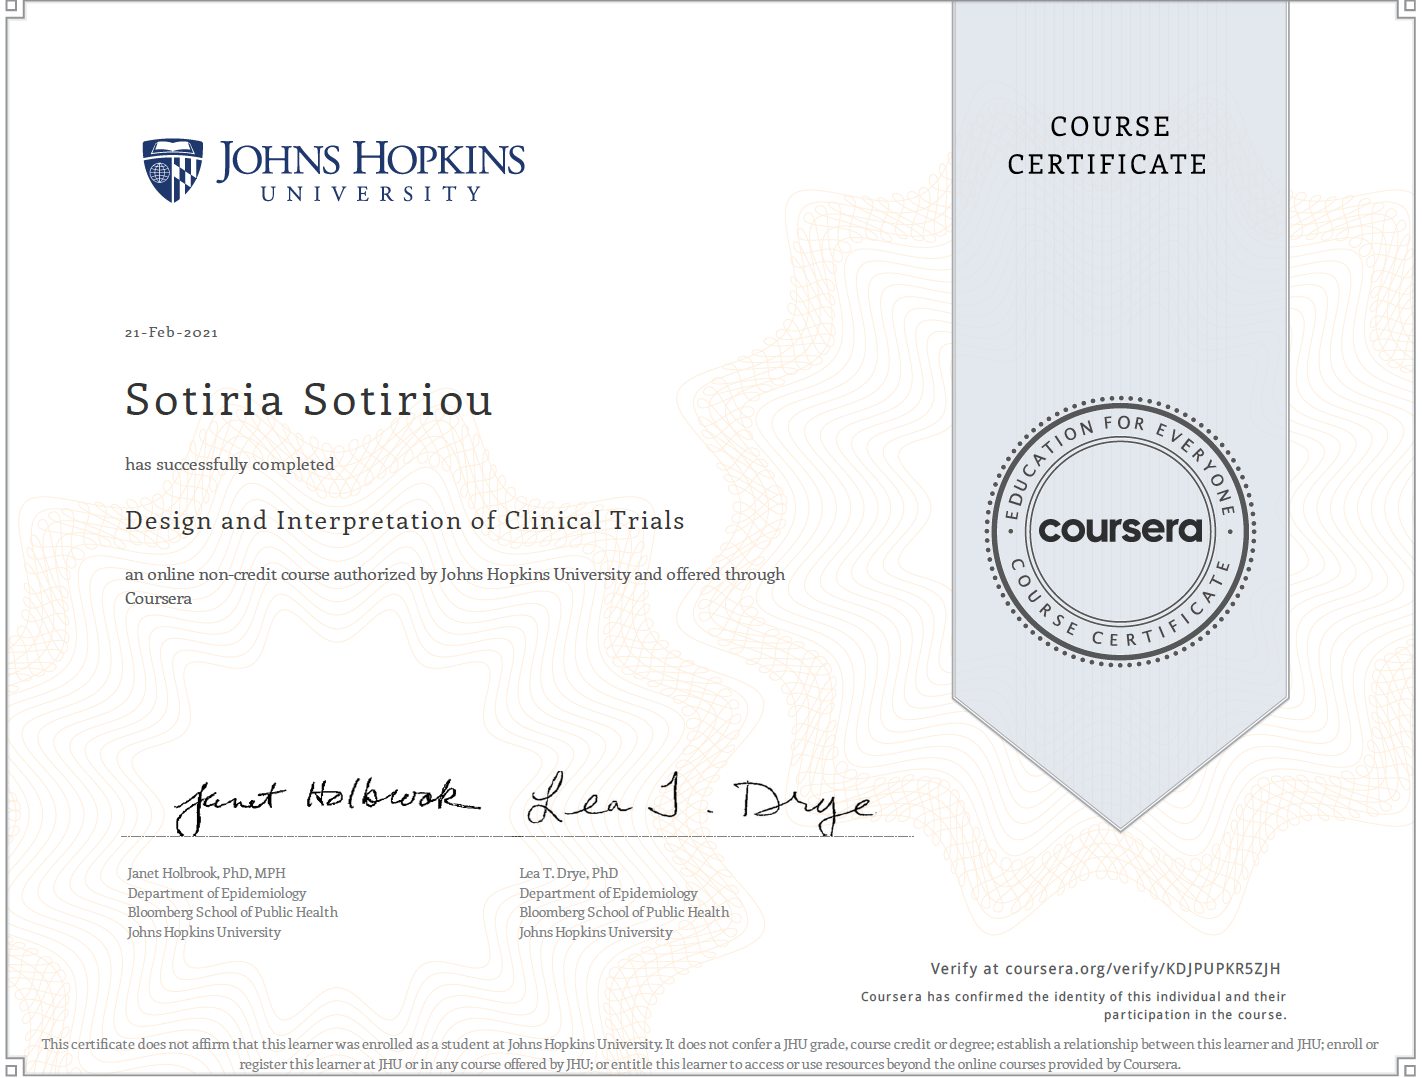 JOHNS HOPKINS
UNIVERSITY
COURSE
CERTIFICATE
21-Feb-2021
Sotiria Sotiriou
has successfully completed
Design and Interpretation of Clinical Trials
an online non-credit course authorized by Johns Hopkins University and offered through
Coursera
EDUCATION FOR EVERYONE
coursera
COURSE CERTIFICATE
Janet Holbrook
Lea T. Drye
Janet Holbrook, PhD, MPH
Department of Epidemiology
Bloomberg School of Public Health
Johns Hopkins University
Lea T. Drye, PhD
Department of Epidemiology
Bloomberg School of Public Health
Johns Hopkins University
Verify at coursera.org/verify/KDJPUPKR5ZJH
Coursera has confirmed the identity of this individual and their
participation in the course.
This certificate does not affirm that this learner was enrolled as a student at Johns Hopkins University. It does not confer a JHU grade, course credit or degree; establish a relationship between this learner and JHU; enroll or
register this learner at JHU or in any course offered by JHU; or entitle this learner to access or use resources beyond the online courses provided by Coursera.